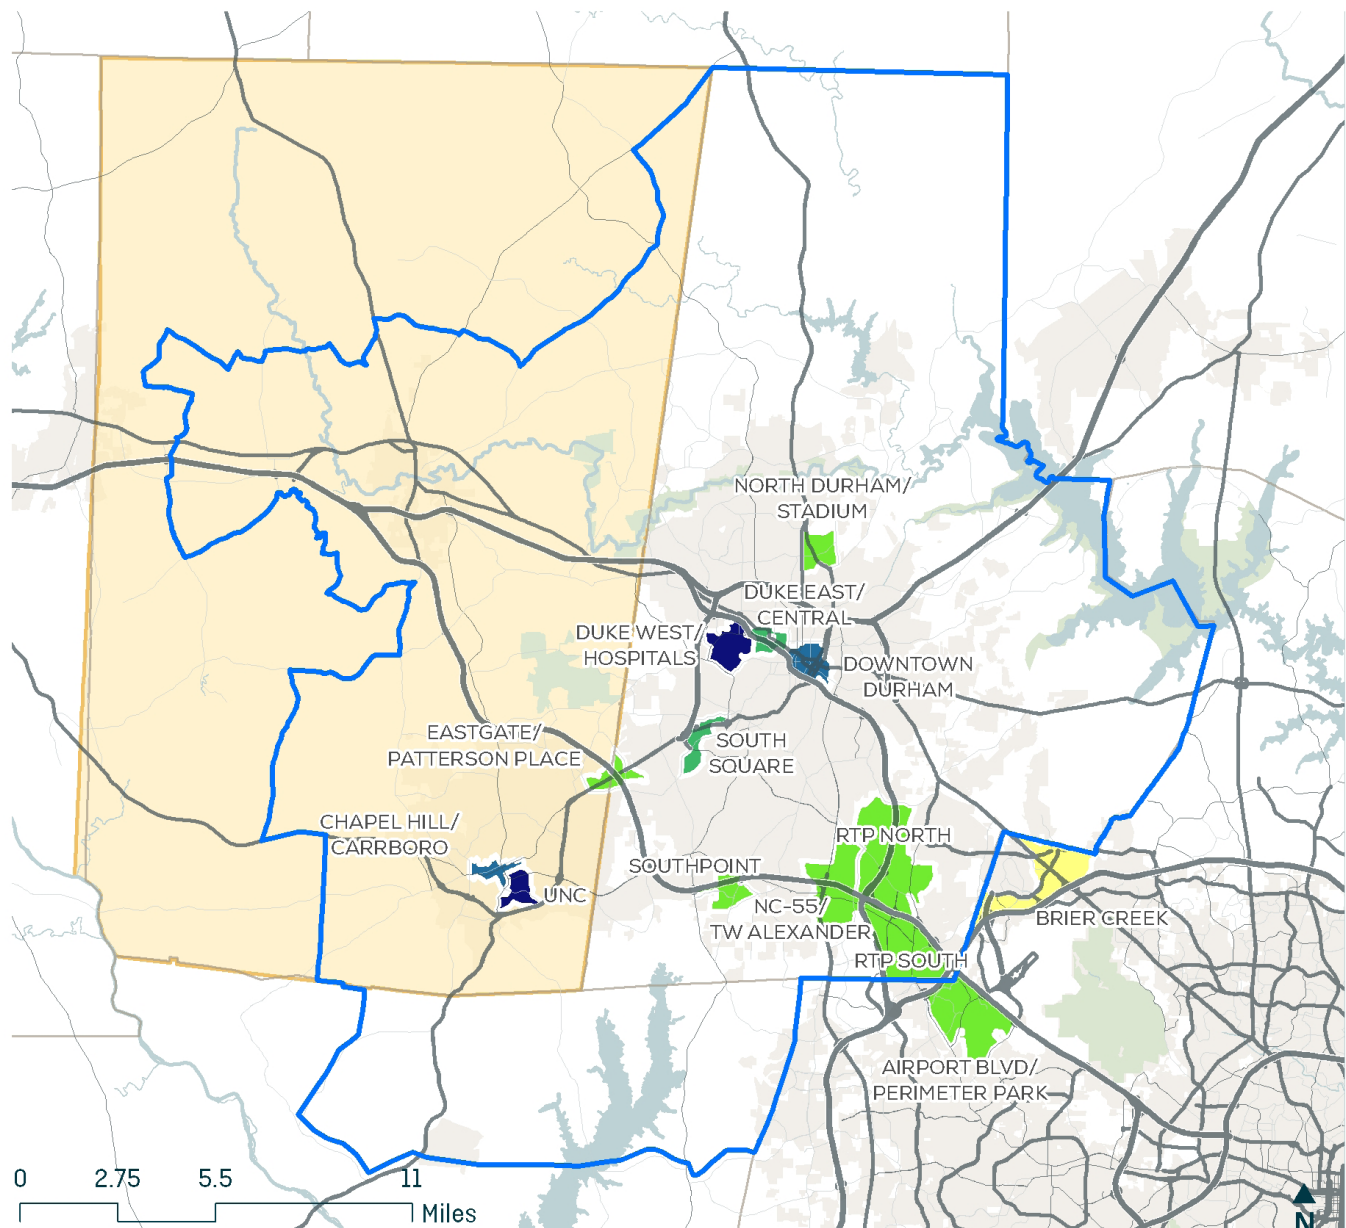 NORTH DURHAM/
STADIUM
DUKE EAST/
CENTRAL
DUKE WEST/
HOSPITALS
DOWNTOWN
DURHAM
EASTGATE/
PATTERSON PLACE
SOUTH
SQUARE
CHAPEL HILL/
CARRBORO
RTP NORTH
SOUTHPOINT
UNC
NC-55/
TW ALEXANDER
BRIER CREEK
RTP SOUTH
AIRPORT BLVD/
PERIMETER PARK
0 2.75 5.5 11
Miles
N